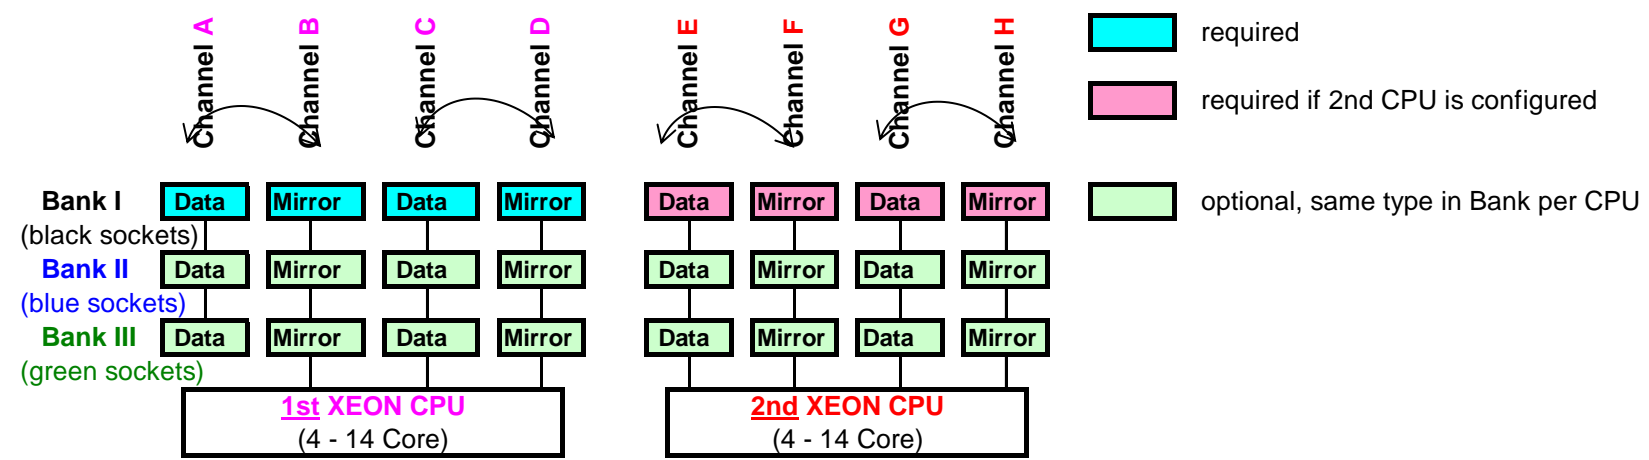 Channel A Channel B Channel C Channel D Channel E Channel F Channel G Channel H
required
required if 2nd CPU is configured
optional, same type in Bank per CPU
Bank I Data Mirror Data Mirror Data Mirror Data Mirror
(black sockets)
Bank II Data Mirror Data Mirror Data Mirror Data Mirror
(blue sockets)
Bank III Data Mirror Data Mirror Data Mirror Data Mirror
(green sockets)
1st XEON CPU
(4 - 14 Core)
2nd XEON CPU
(4 - 14 Core)